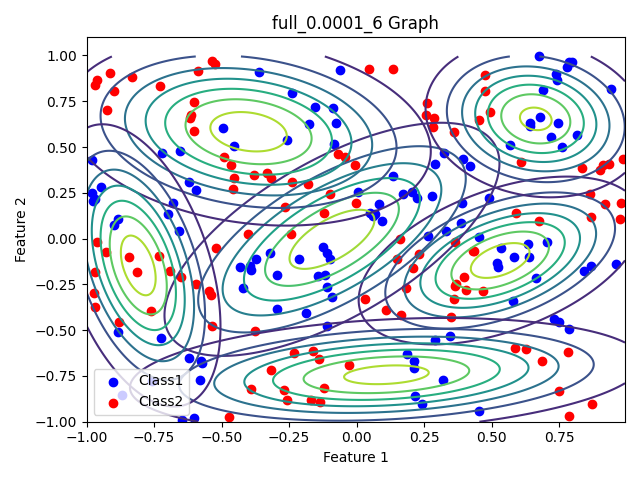 full_0.0001_6 Graph
1.00
0.75
0.50
0.25
0.00
−0.25
−0.50
−0.75
−1.00
Feature 2
Class1
Class2
−1.00 −0.75 −0.50 −0.25 0.00 0.25 0.50 0.75
Feature 1